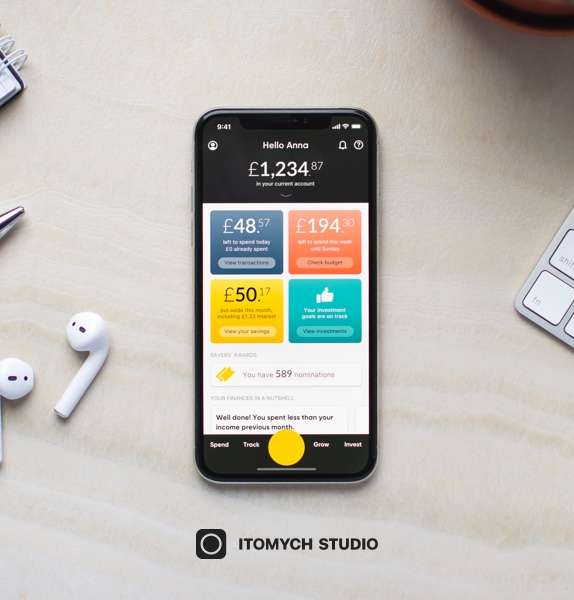 9:41
Hello Anna
£1,234.87
in your current account
£48.57
left to spend today
£0 already spent
View transactions
£194.30
left to spend this week
until Sunday
Check budget
£50.17
put aside this month,
including £1.23 interest
View your savings
Your investment
goals are on track
View investments
SAVERS' AWARDS
You have 589 nominations
YOUR FINANCES IN A NUTSHELL
Well done! You spent less than your
income previous month.
Spend Track Grow Invest
shift
fn
ITOMYCH STUDIO